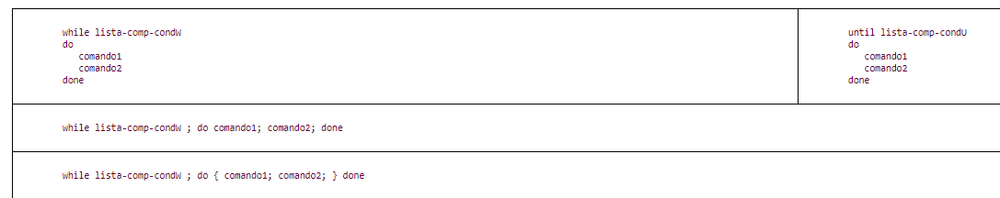 while lista-comp-condW
do
comando1
comando2
done
until lista-comp-condU
do
comando1
comando2
done
while lista-comp-condW ; do comando1; comando2; done
while lista-comp-condW ; do { comando1; comando2; } done